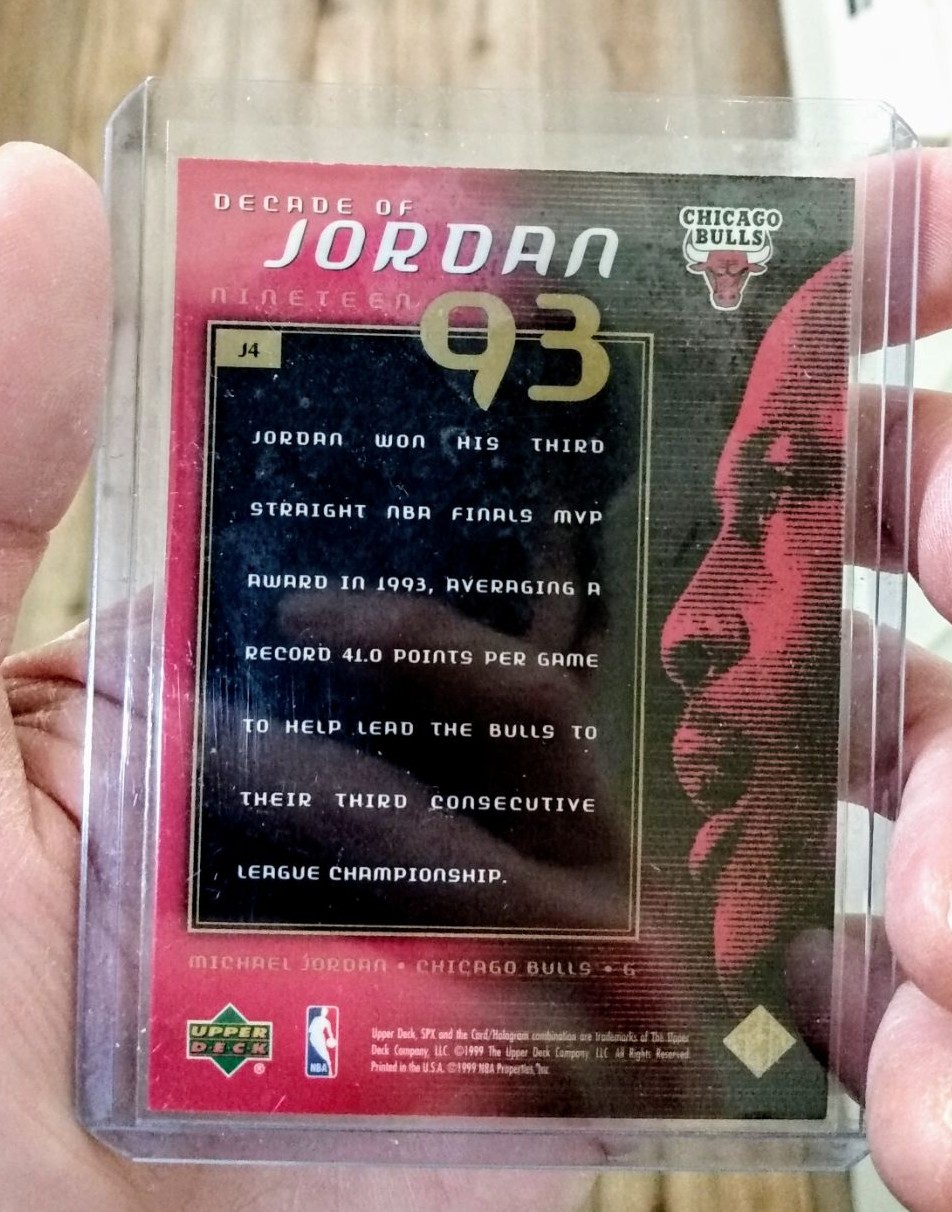 DECADE OF
JORDAN
CHICAGO
BULLS
NINETEEN
93
J4
JORDAN WON HIS THIRD
STRAIGHT NBA FINALS MVP
AWARD IN 1993, AVERAGING A
RECORD 41.0 POINTS PER GAME
TO HELP LEAD THE BULLS TO
THEIR THIRD CONSECUTIVE
LEAGUE CHAMPIONSHIP.
MICHAEL JORDAN • CHICAGO BULLS • G
UPPER
DECK
®
NBA
Upper Deck, SPX and the Card/Hologram combination are trademarks of The Upper
Deck Company, LLC. ©1999 The Upper Deck Company, LLC. All Rights Reserved.
Printed in the U.S.A. ©1999 NBA Properties, Inc.